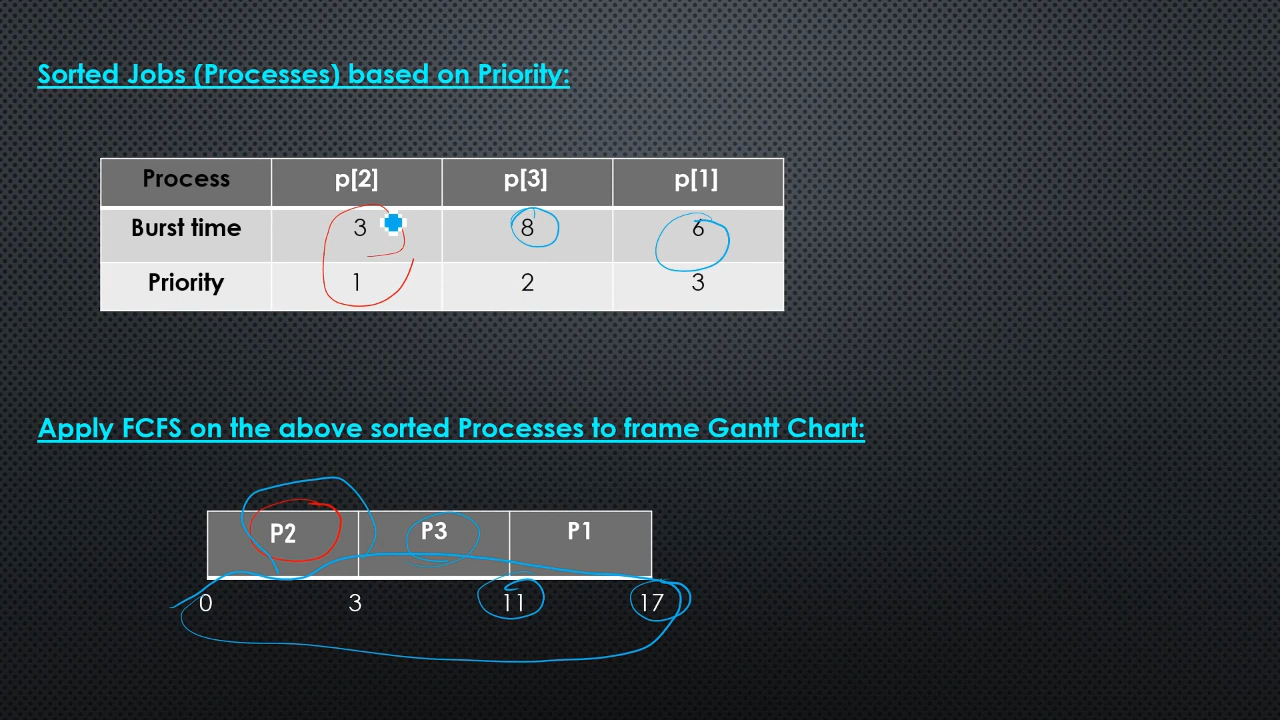 Sorted Jobs (Processes) based on Priority:
Process p[2] p[3] p[1]
Burst time 3 8 6
Priority 1 2 3
Apply FCFS on the above sorted Processes to frame Gantt Chart:
P2 P3 P1
0 3 11 17